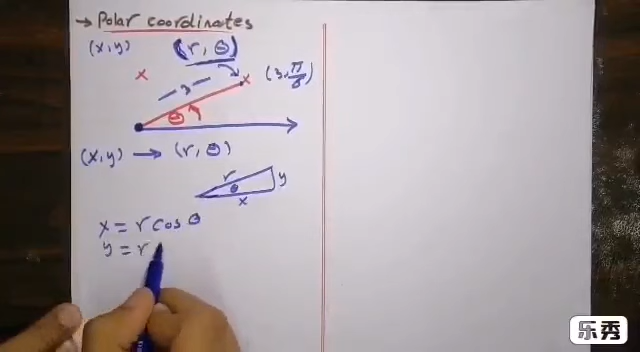 → Polar coordinates
(x,y) (r, θ)
x
3 x (3, π/6)
θ
(x,y) → (r, θ)
r θ y
x
x = r cos θ
y = r
乐秀